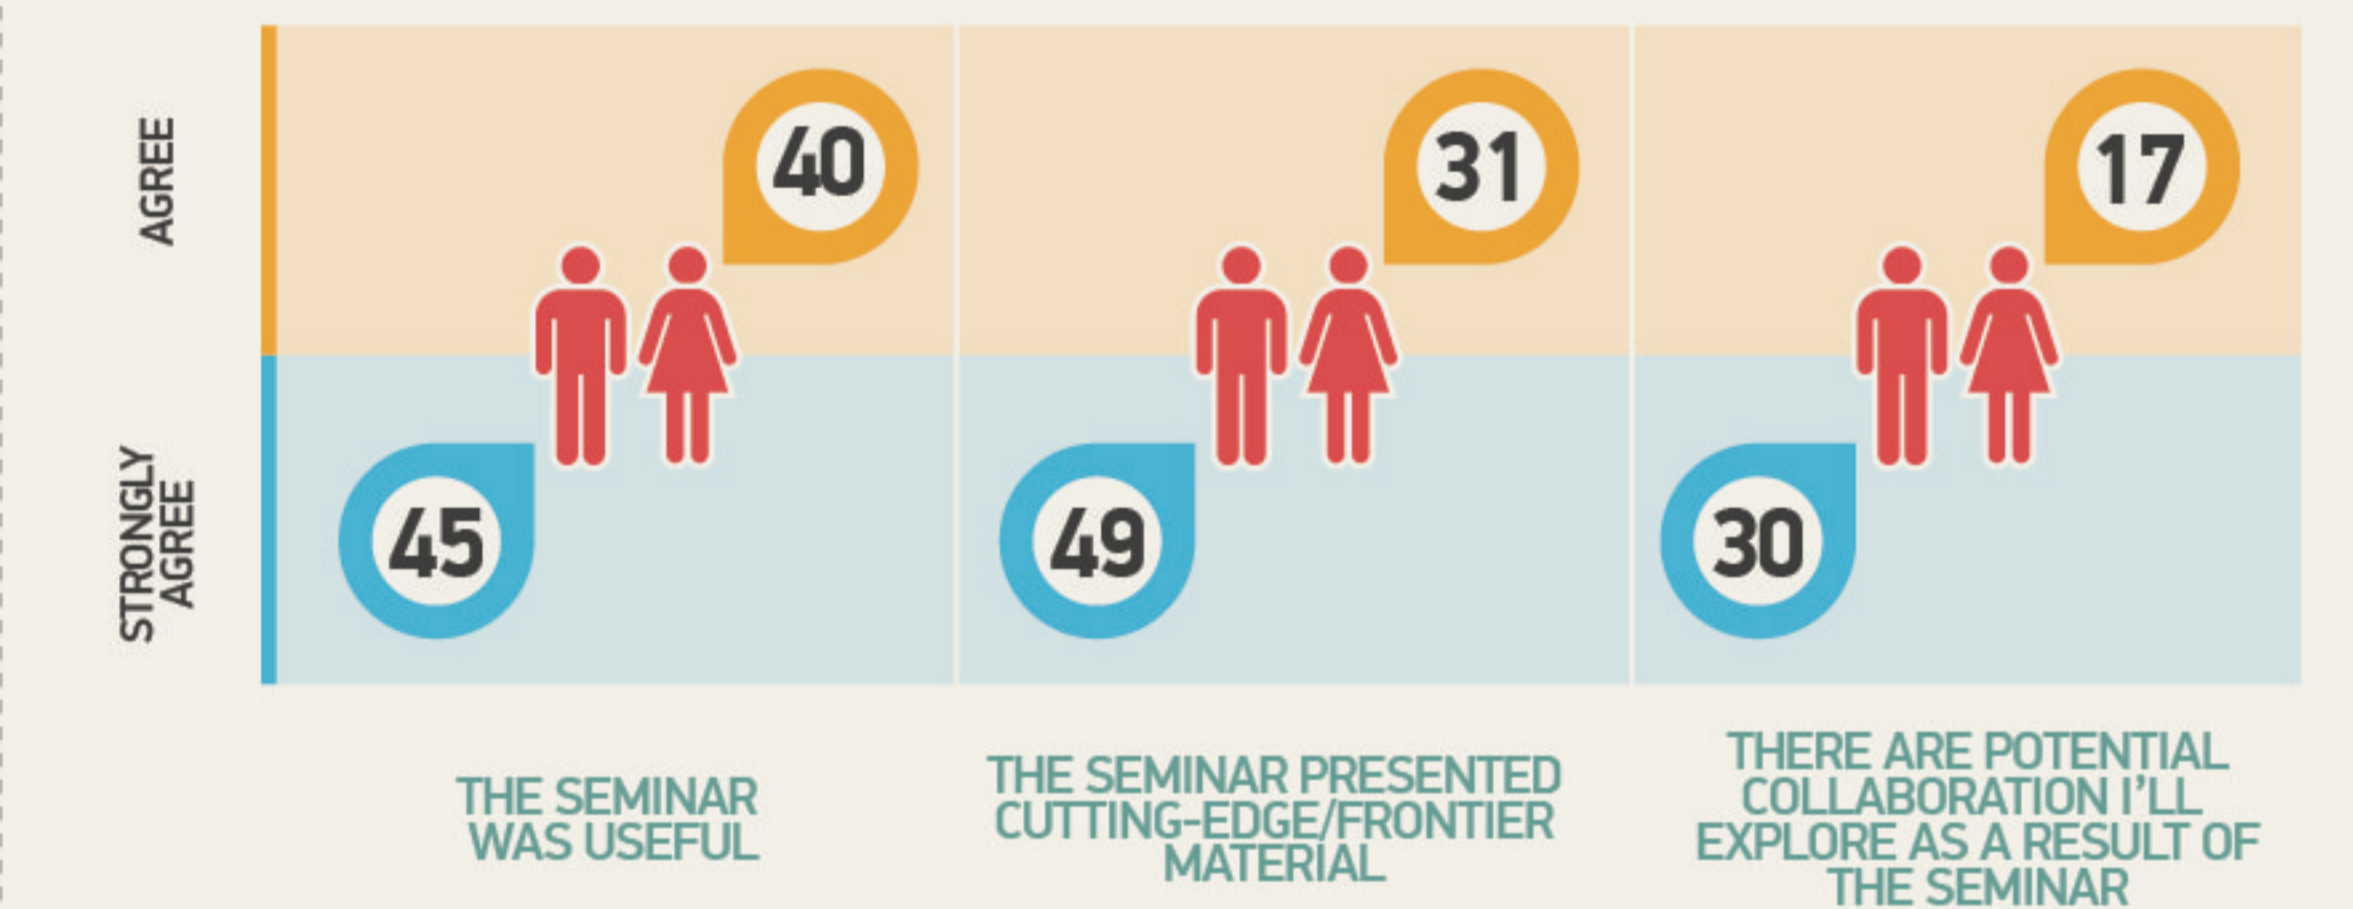 AGREE
40
31
17
STRONGLY
AGREE
45
49
30
THE SEMINAR
WAS USEFUL
THE SEMINAR PRESENTED
CUTTING-EDGE/FRONTIER
MATERIAL
THERE ARE POTENTIAL
COLLABORATION I'LL
EXPLORE AS A RESULT OF
THE SEMINAR